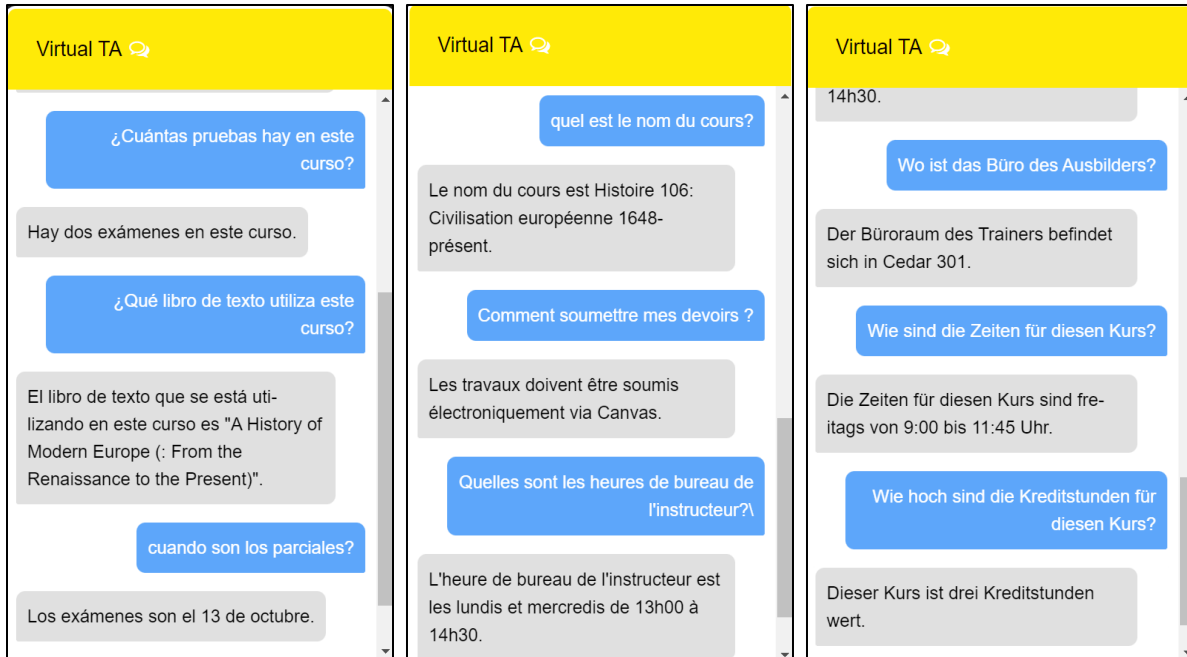 Virtual TA
¿Cuántas pruebas hay en este
curso?
Hay dos exámenes en este curso.
¿Qué libro de texto utiliza este
curso?
El libro de texto que se está uti-
lizando en este curso es "A History of
Modern Europe (: From the
Renaissance to the Present)".
cuando son los parciales?
Los exámenes son el 13 de octubre.
Virtual TA
quel est le nom du cours?
Le nom du cours est Histoire 106:
Civilisation européenne 1648-
présent.
Comment soumettre mes devoirs ?
Les travaux doivent être soumis
électroniquement via Canvas.
Quelles sont les heures de bureau de
l'instructeur?\
L'heure de bureau de l'instructeur est
les lundis et mercredis de 13h00 à
14h30.
Virtual TA
14h30.
Wo ist das Büro des Ausbilders?
Der Büroraum des Trainers befindet
sich in Cedar 301.
Wie sind die Zeiten für diesen Kurs?
Die Zeiten für diesen Kurs sind fre-
itags von 9:00 bis 11:45 Uhr.
Wie hoch sind die Kreditstunden für
diesen Kurs?
Dieser Kurs ist drei Kreditstunden
wert.